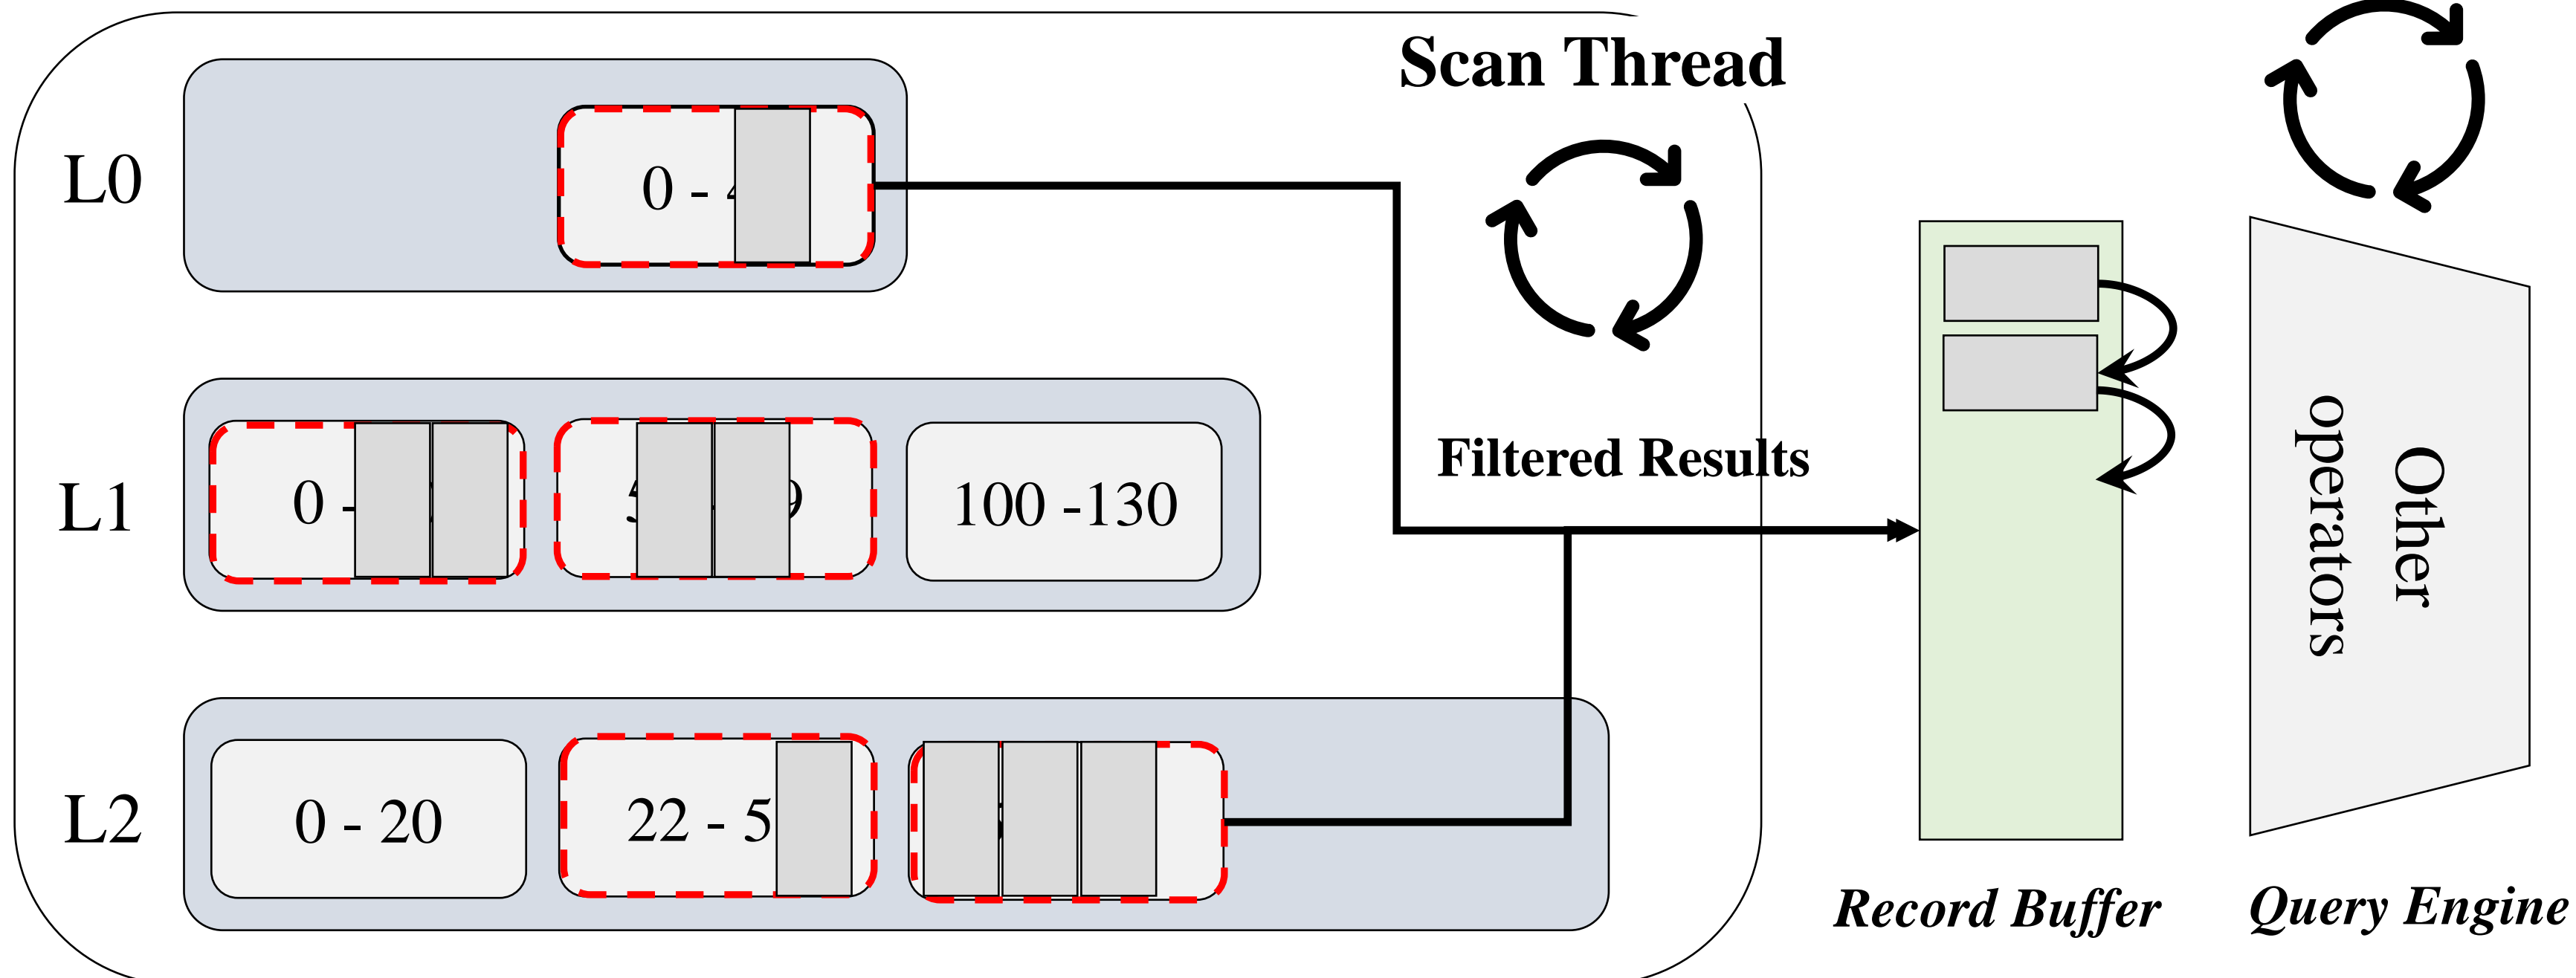 Scan Thread
L0
0 -
Filtered Results
L1
0 -
100 -130
Other
operators
L2
0 - 20
22 - 5
Record Buffer
Query Engine